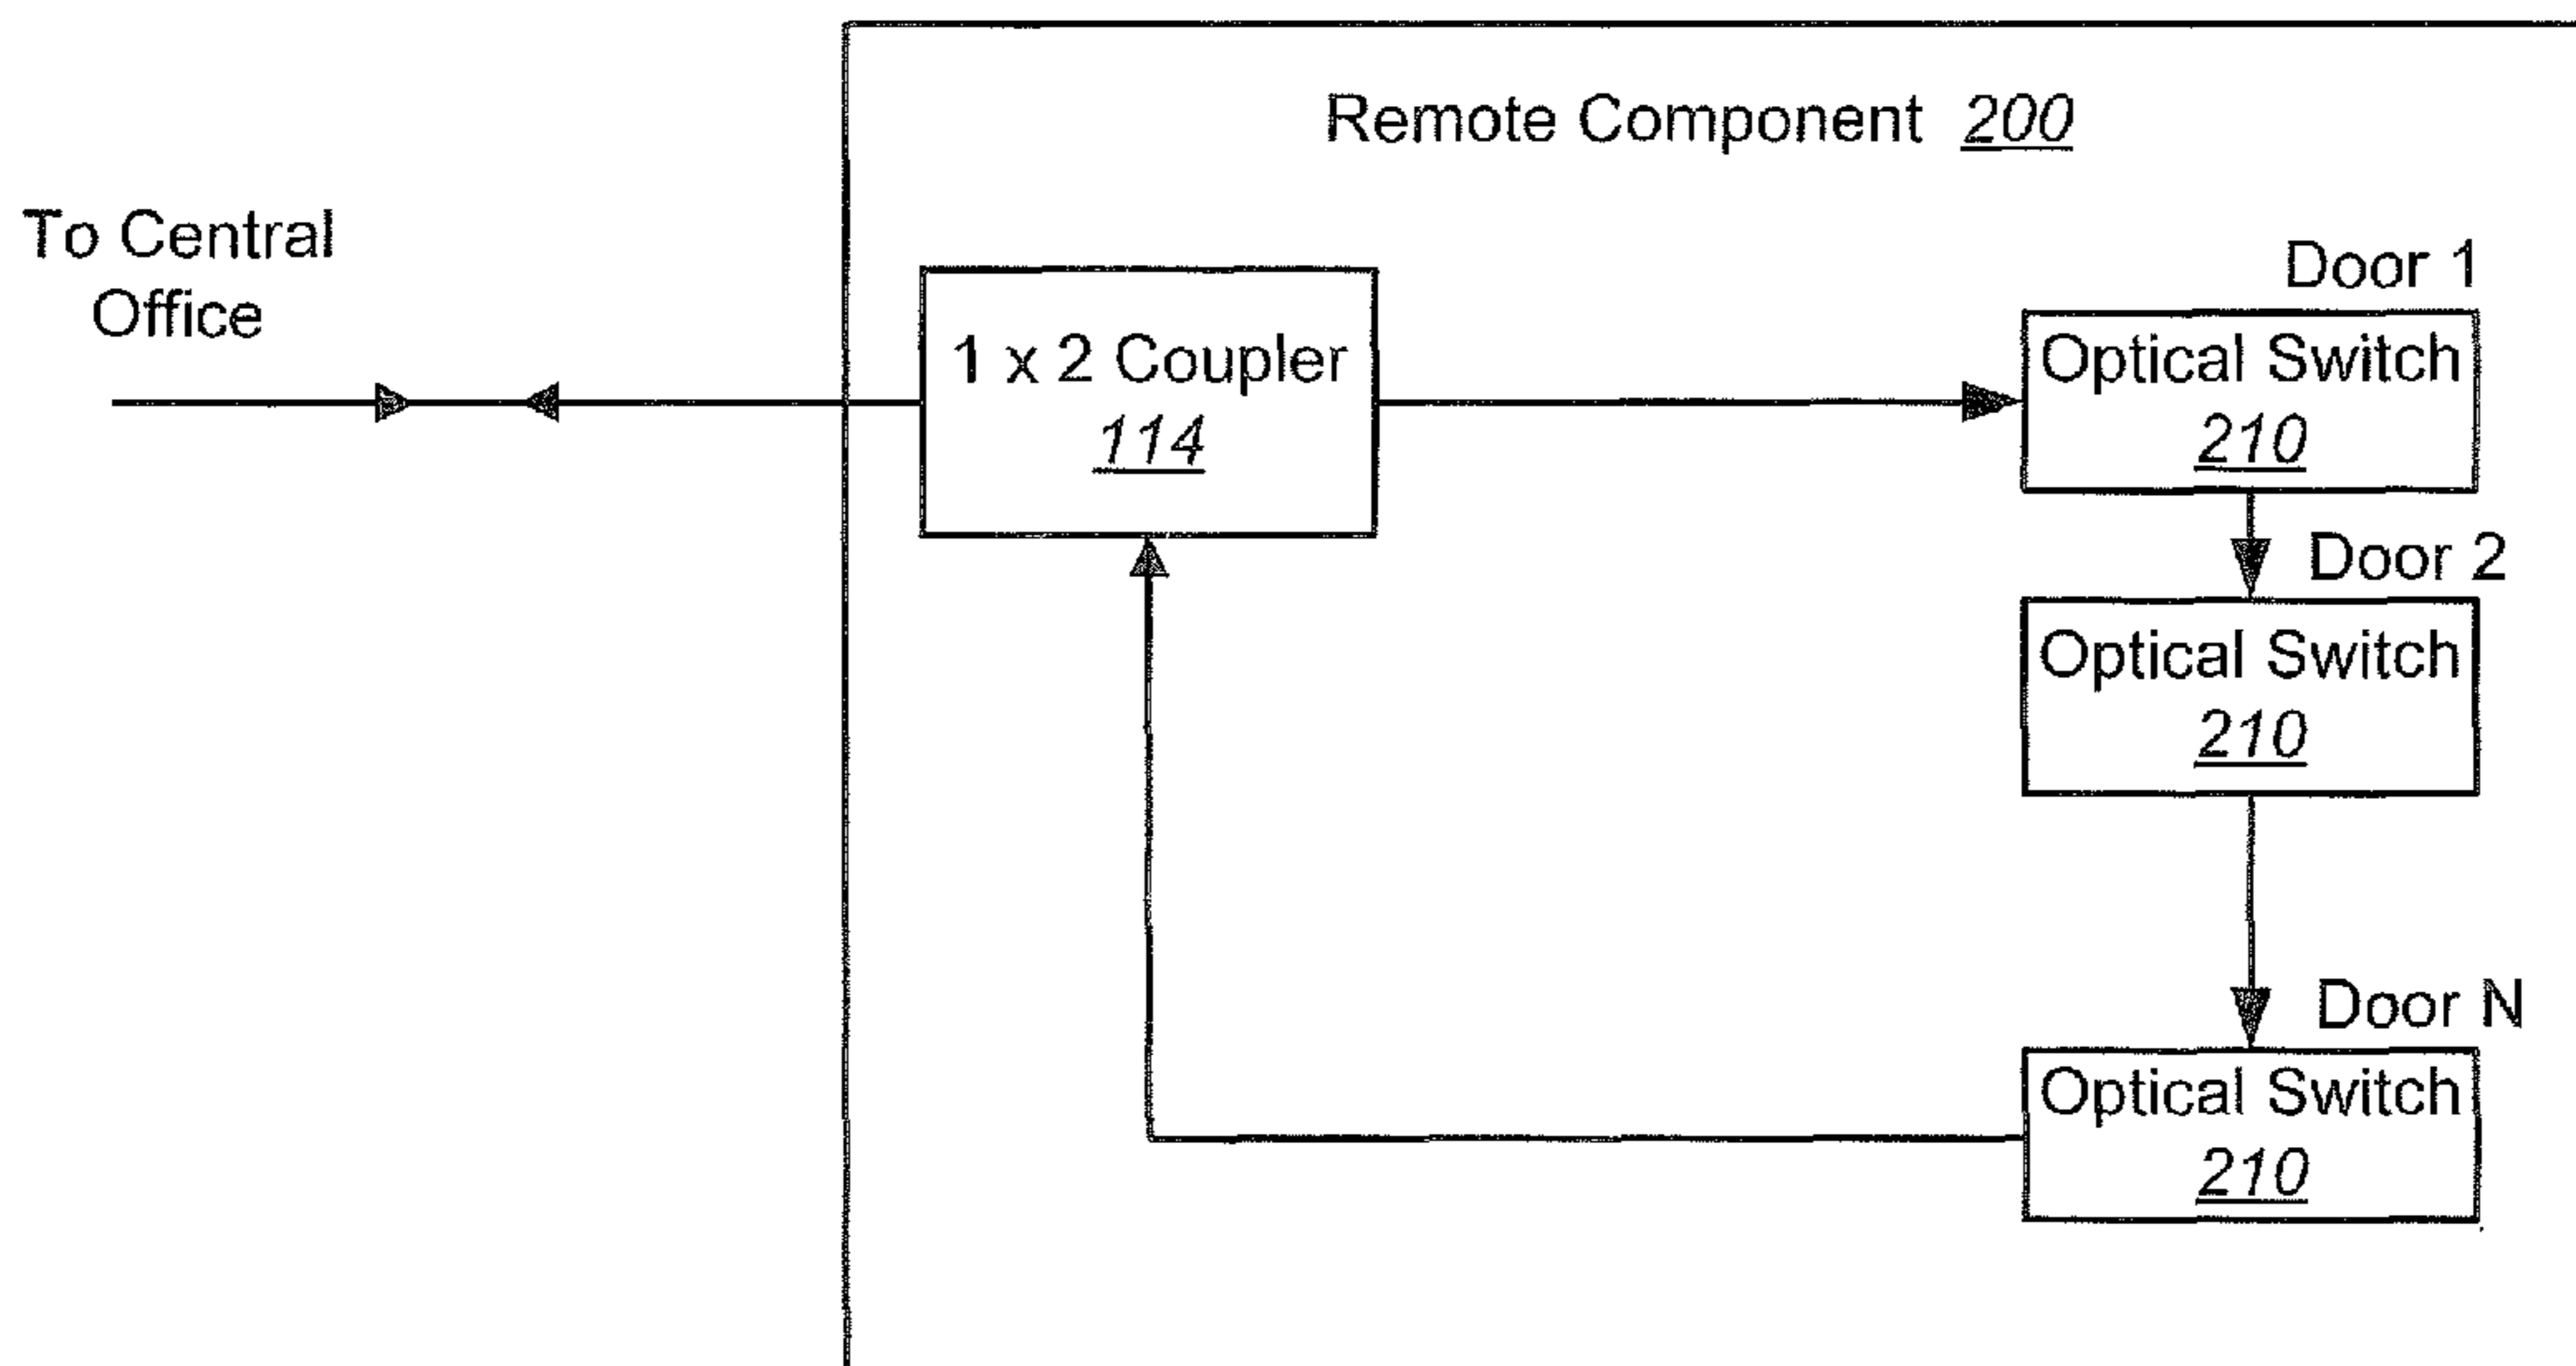 Remote Component 200
To Central
Office
1 x 2 Coupler
114
Door 1
Optical Switch
210
Door 2
Optical Switch
210
Door N
Optical Switch
210